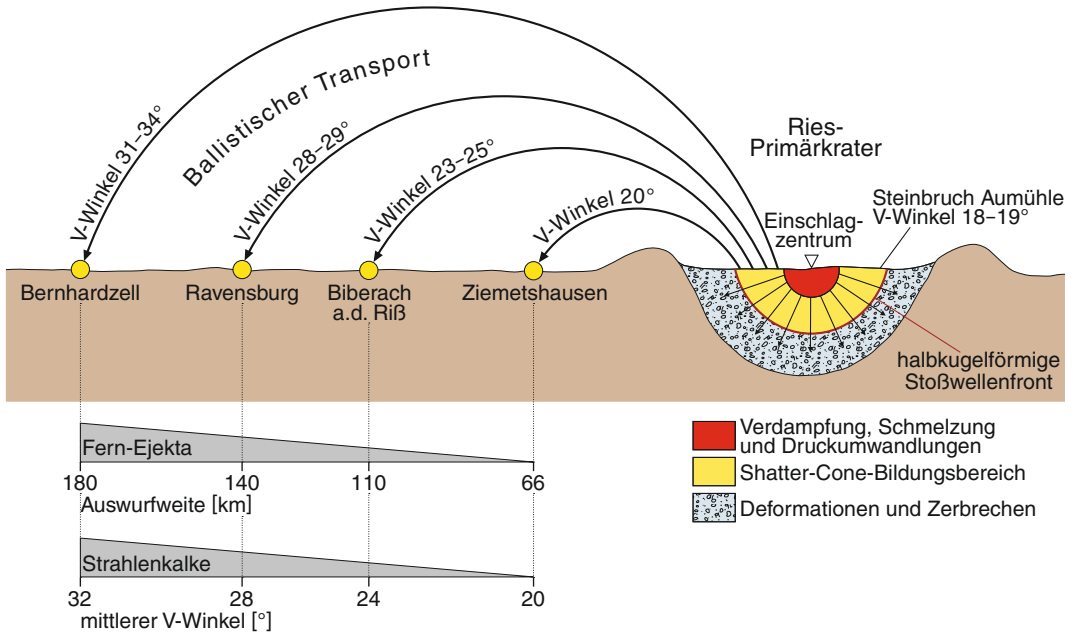 Ballistischer Transport
V-Winkel 31–34°
V-Winkel 28–29°
V-Winkel 23–25°
V-Winkel 20°
Ries-
Primärkrater
Einschlag-
zentrum
Steinbruch Aumühle
V-Winkel 18–19°
Bernhardzell
Ravensburg
Biberach
a.d. Riß
Ziemetshausen
halbkugelförmige
Stoßwellenfront
Fern-Ejekta
180 140 110 66
Auswurfweite [km]
Strahlenkalke
32 28 24 20
mittlerer V-Winkel [°]
Verdampfung, Schmelzung
und Druckumwandlungen
Shatter-Cone-Bildungsbereich
Deformationen und Zerbrechen